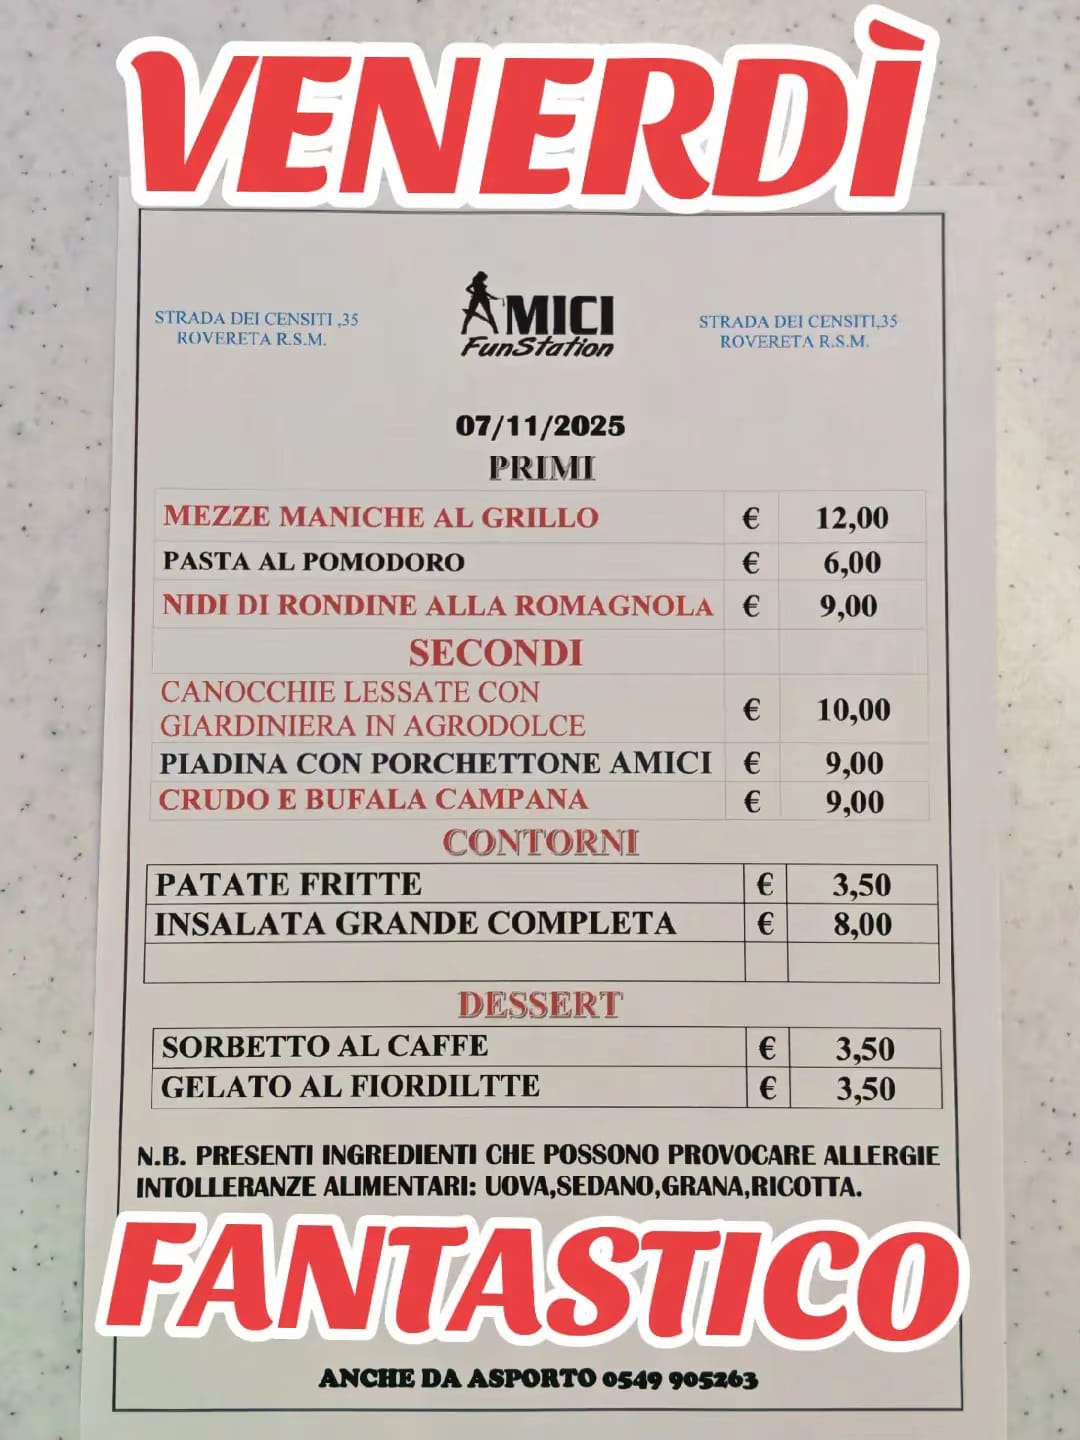 VENERDÌ
STRADA DEI CENSITI ,35
ROVERETA R.S.M.
AMICI
FunStation
STRADA DEI CENSITI,35
ROVERETA R.S.M.
07/11/2025
PRIMI
MEZZE MANICHE AL GRILLO € 12,00
PASTA AL POMODORO € 6,00
NIDI DI RONDINE ALLA ROMAGNOLA € 9,00
SECONDI
CANOCCHIE LESSATE CON
GIARDINIERA IN AGRODOLCE € 10,00
PIADINA CON PORCHETTONE AMICI € 9,00
CRUDO E BUFALA CAMPANA € 9,00
CONTORNI
PATATE FRITTE € 3,50
INSALATA GRANDE COMPLETA € 8,00
DESSERT
SORBETTO AL CAFFE € 3,50
GELATO AL FIORDILTTE € 3,50
N.B. PRESENTI INGREDIENTI CHE POSSONO PROVOCARE ALLERGIE
INTOLLERANZE ALIMENTARI: UOVA,SEDANO,GRANA,RICOTTA.
FANTASTICO
ANCHE DA ASPORTO 0549 905263